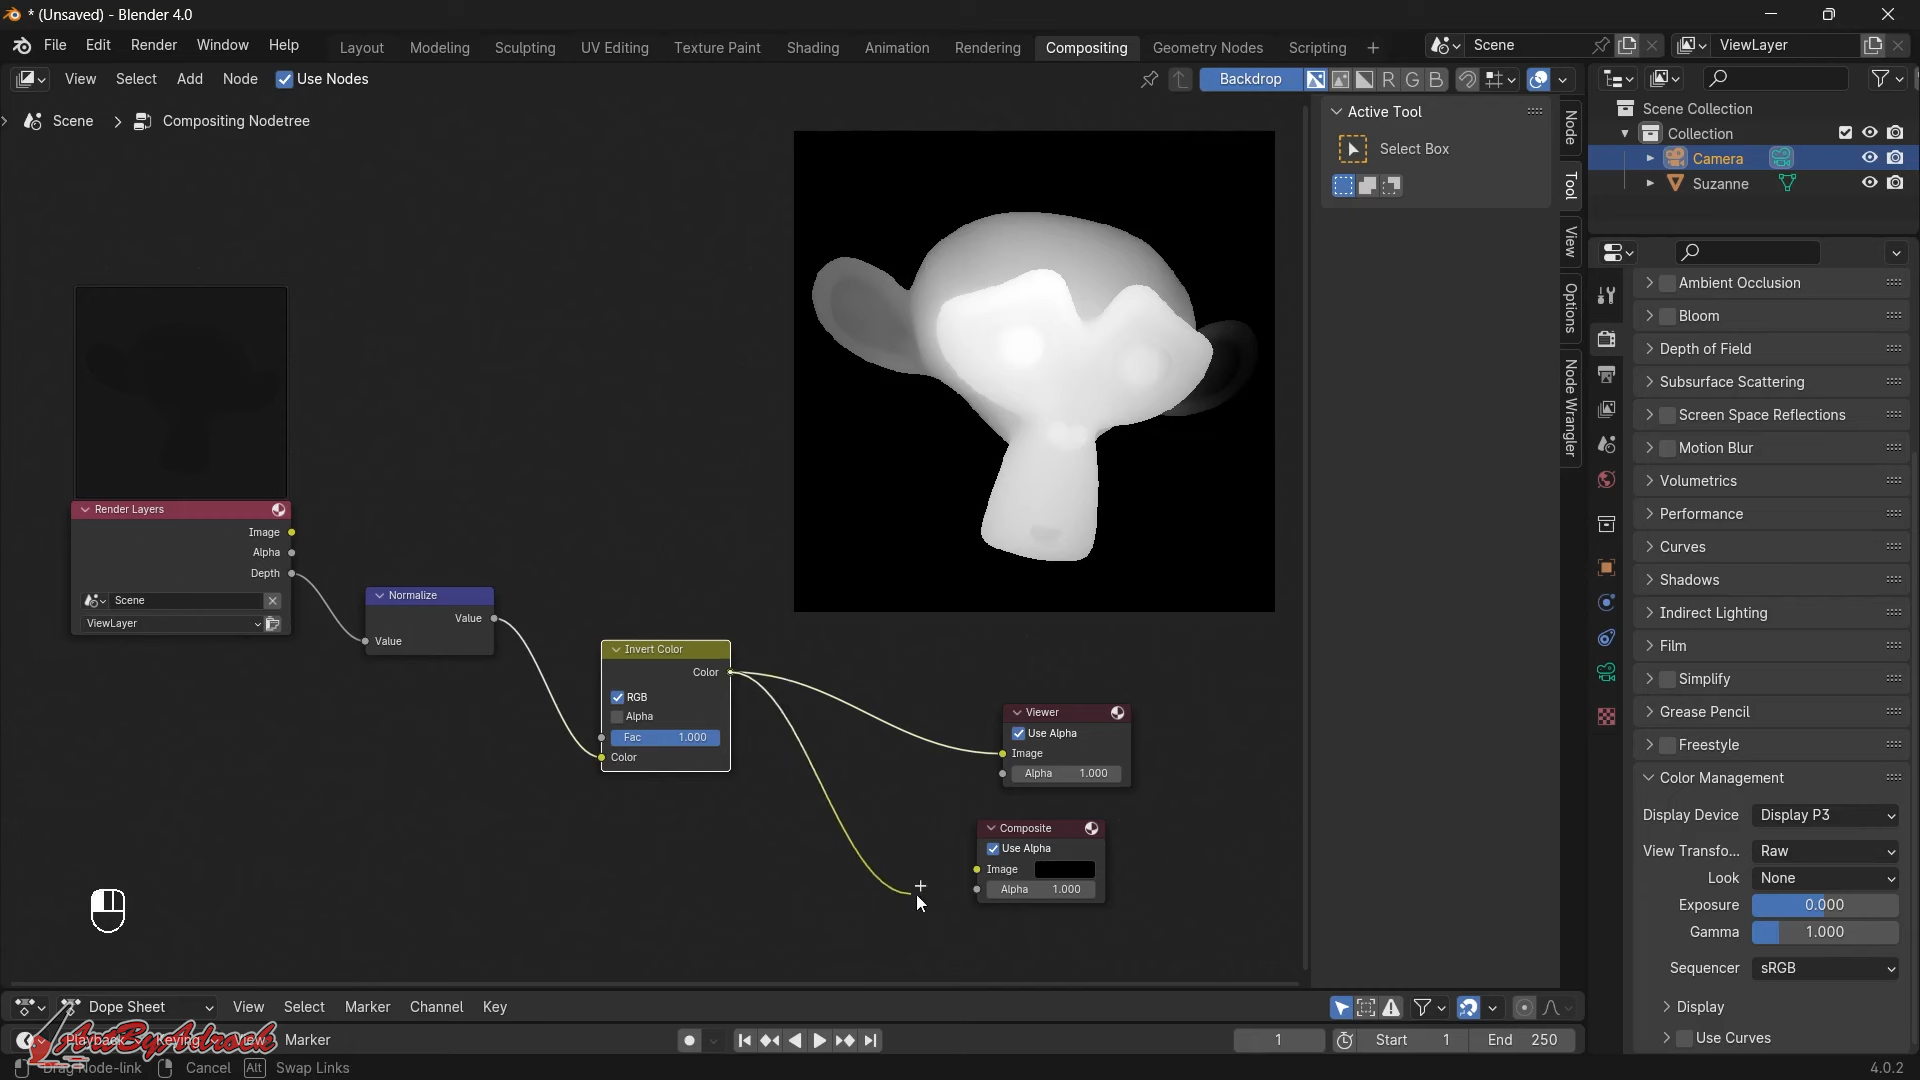 * (Unsaved) - Blender 4.0
File Edit Render Window Help Layout Modeling Sculpting UV Editing Texture Paint Shading Animation Rendering Compositing Geometry Nodes Scripting + Scene ViewLayer
View Select Add Node Use Nodes Backdrop R G B
Scene > Compositing Nodetree
Active Tool
Select Box
Node
Tool
View
Options
Node Wrangler
Scene Collection
Collection
Camera
Suzanne
Render Layers
Image
Alpha
Depth
Scene
ViewLayer
Normalize
Value
Value
Invert Color
Color
RGB
Alpha
Fac 1.000
Color
Viewer
Use Alpha
Image
Alpha 1.000
Composite
Use Alpha
Image
Alpha 1.000
Ambient Occlusion
Bloom
Depth of Field
Subsurface Scattering
Screen Space Reflections
Motion Blur
Volumetrics
Performance
Curves
Shadows
Indirect Lighting
Film
Simplify
Grease Pencil
Freestyle
Color Management
Display Device Display P3
View Transfo... Raw
Look None
Exposure 0.000
Gamma 1.000
Sequencer sRGB
Display
Use Curves
Dope Sheet View Select Marker Channel Key
ArtByAdrock
Playback Keying View Marker 1 Start 1 End 250
Drag Node-link Cancel Alt Swap Links 4.0.2